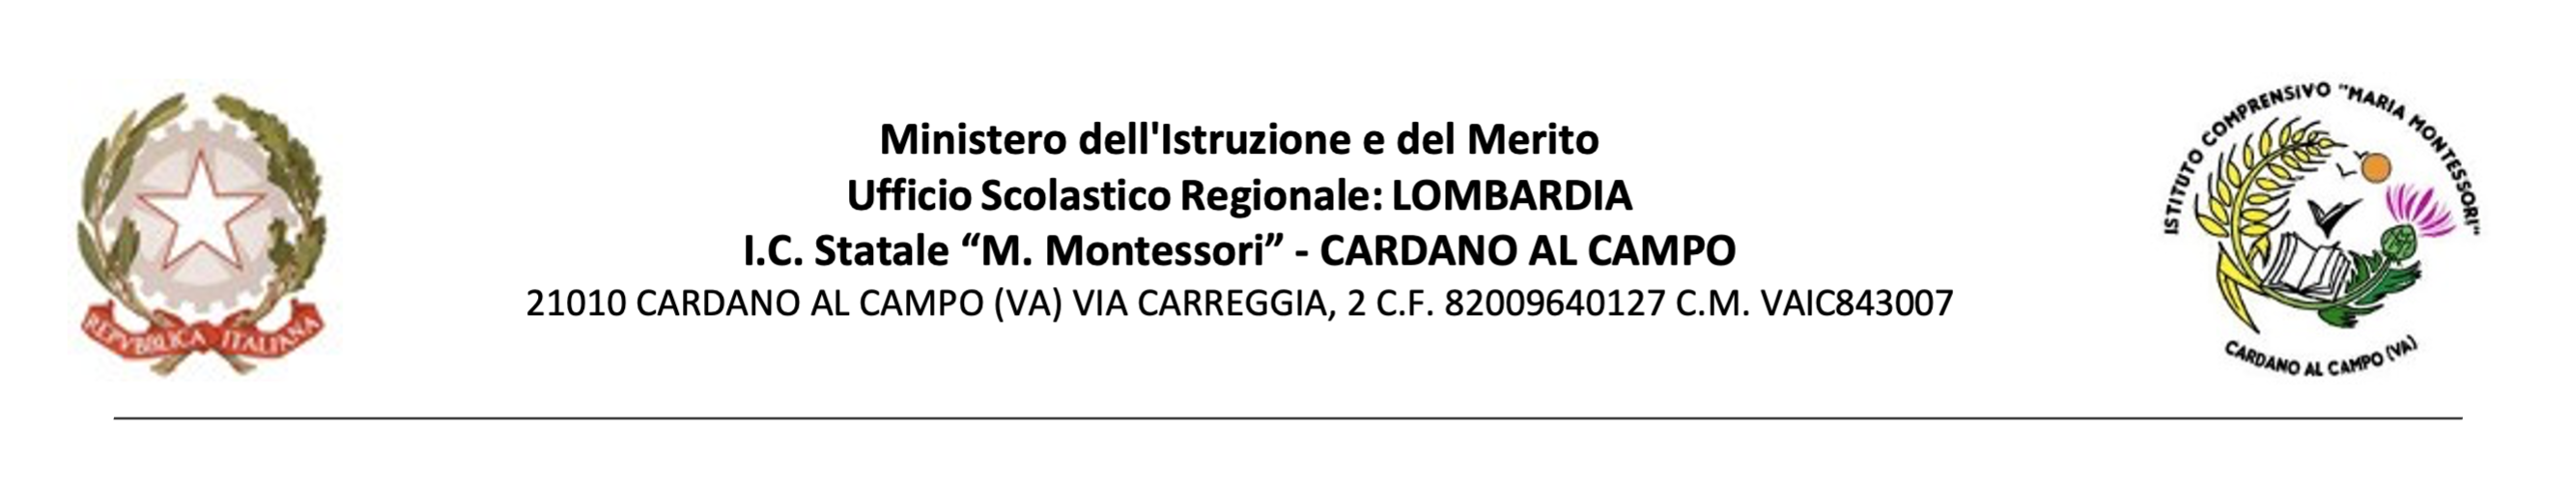 Ministero dell'Istruzione e del Merito
Ufficio Scolastico Regionale: LOMBARDIA
I.C. Statale “M. Montessori” - CARDANO AL CAMPO
21010 CARDANO AL CAMPO (VA) VIA CARREGGIA, 2 C.F. 82009640127 C.M. VAIC843007
REPVBBLICA ITALIANA
ISTITUTO COMPRENSIVO "MARIA MONTESSORI"
CARDANO AL CAMPO (VA)